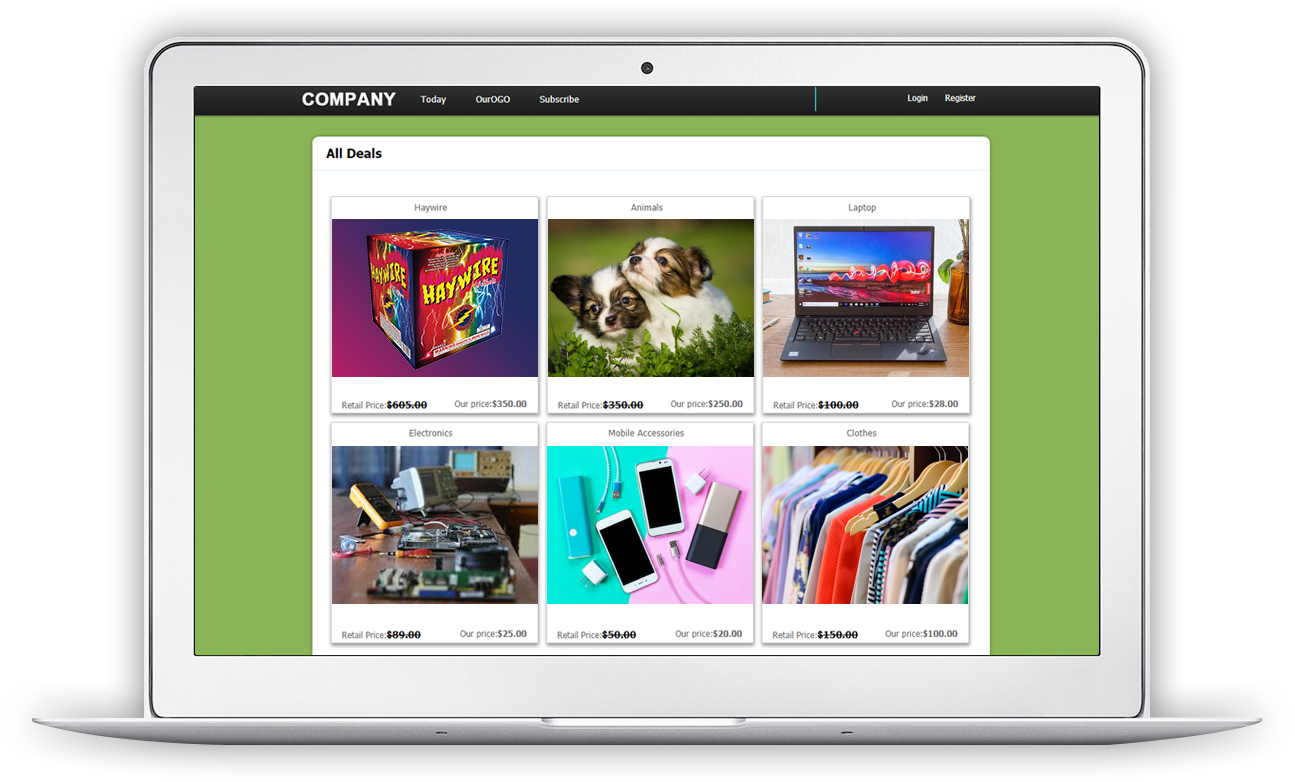 COMPANY Today OurOGO Subscribe Login Register
All Deals
Haywire Animals Laptop
HAYWIRE HAYWIRE
Retail Price:$605.00 Our price:$350.00 Retail Price:$350.00 Our price:$250.00 Retail Price:$100.00 Our price:$28.00
Electronics Mobile Accessories Clothes
Retail Price:$89.00 Our price:$25.00 Retail Price:$50.00 Our price:$20.00 Retail Price:$150.00 Our price:$100.00